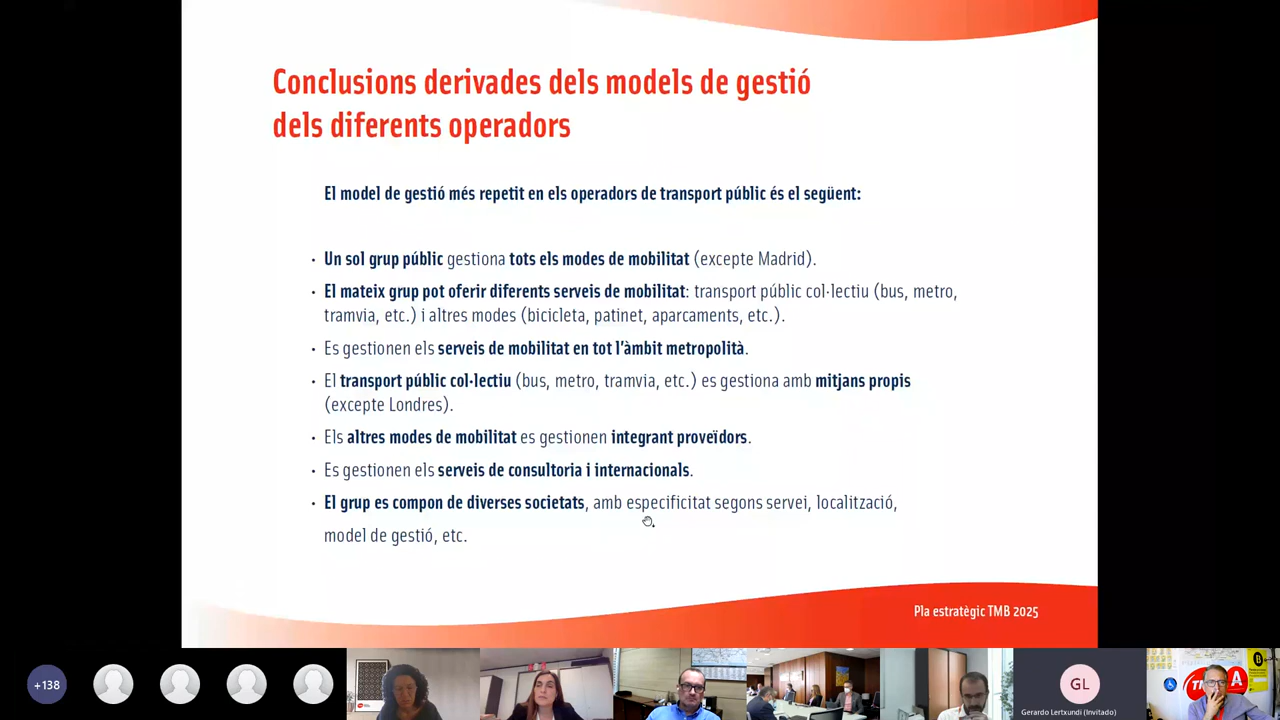 Conclusions derivades dels models de gestió
dels diferents operadors
El model de gestió més repetit en els operadors de transport públic és el següent:
• Un sol grup públic gestiona tots els modes de mobilitat (excepte Madrid).
• El mateix grup pot oferir diferents serveis de mobilitat: transport públic col·lectiu (bus, metro,
tramvia, etc.) i altres modes (bicicleta, patinet, aparcaments, etc.).
• Es gestionen els serveis de mobilitat en tot l’àmbit metropolità.
• El transport públic col·lectiu (bus, metro, tramvia, etc.) es gestiona amb mitjans propis
(excepte Londres).
• Els altres modes de mobilitat es gestionen integrant proveïdors.
• Es gestionen els serveis de consultoria i internacionals.
• El grup es compon de diverses societats, amb especificitat segons servei, localització,
model de gestió, etc.
Pla estratègic TMB 2025
+138
GL
Gerardo Lertxundi (Invitado)
A